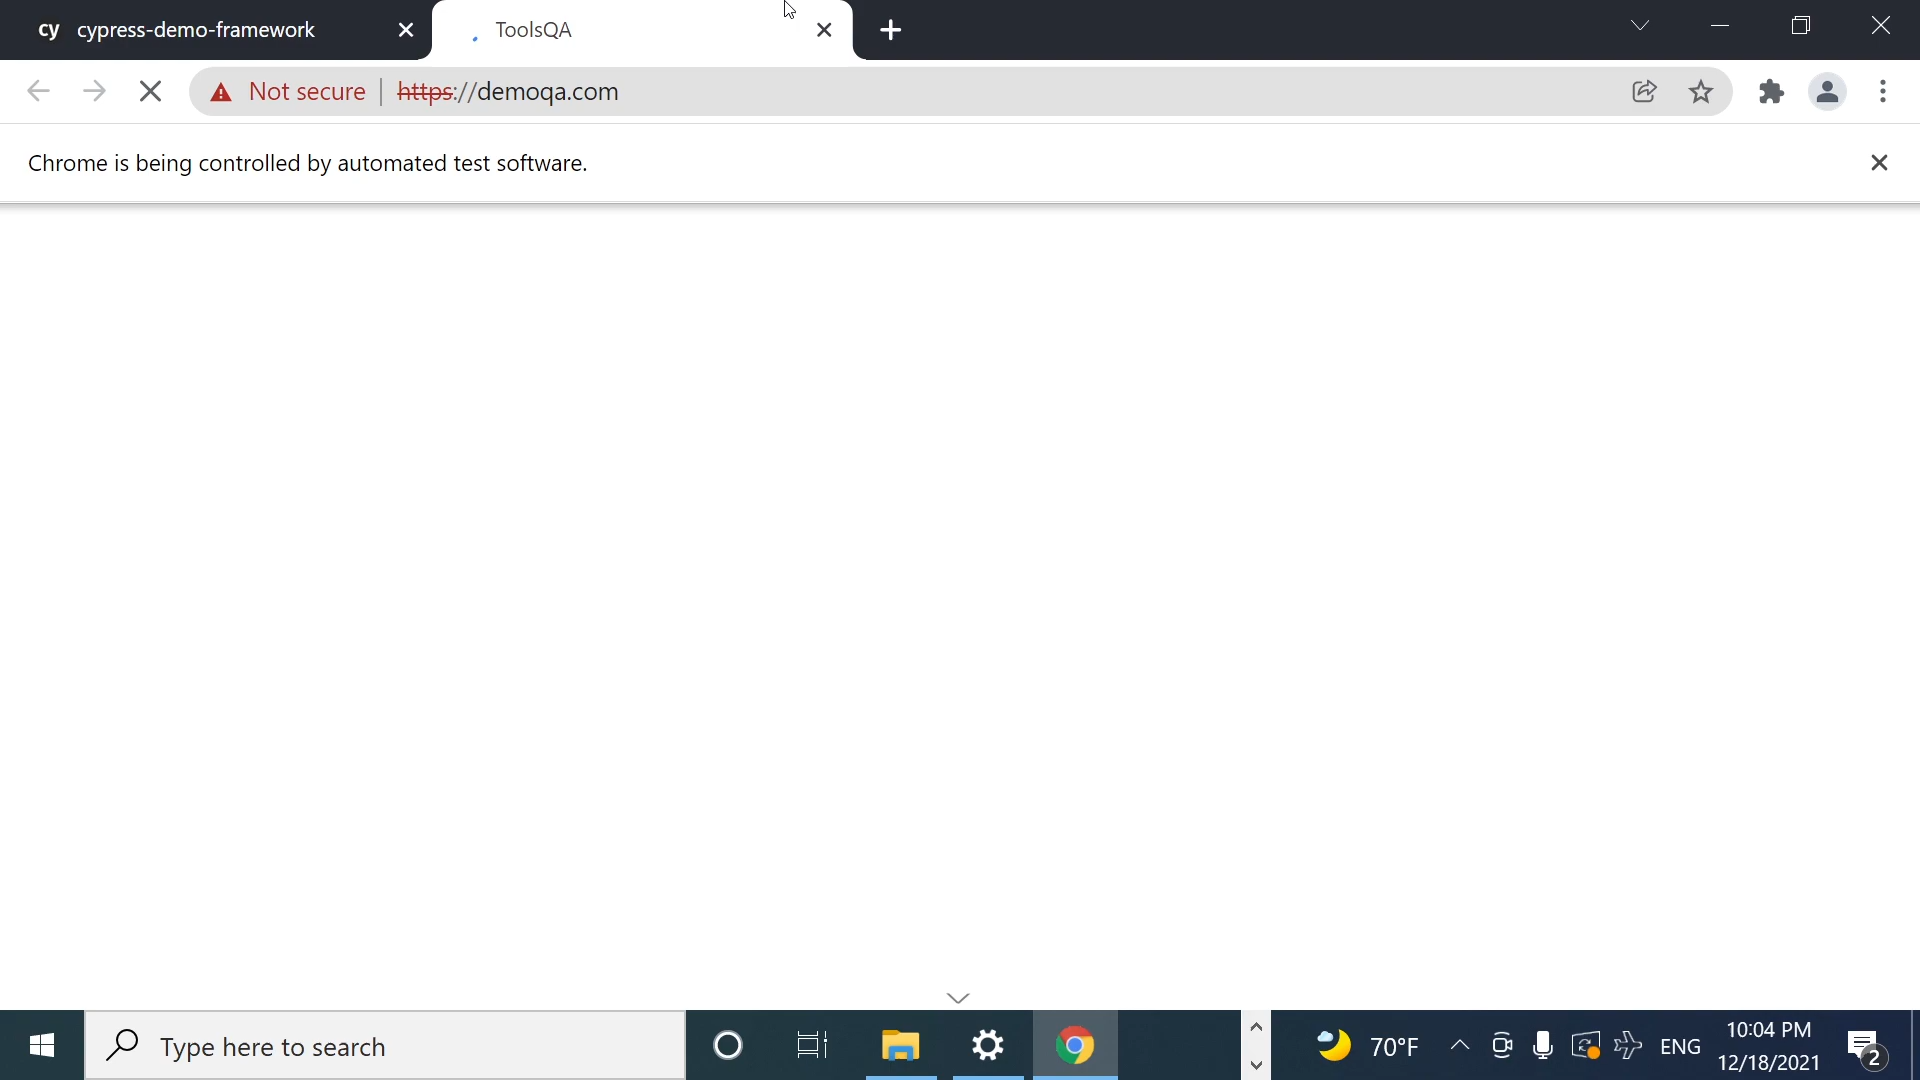 cy cypress-demo-framework
ToolsQA
Not secure
https://demoqa.com
Chrome is being controlled by automated test software.
Type here to search
70°F
ENG
10:04 PM
12/18/2021
2